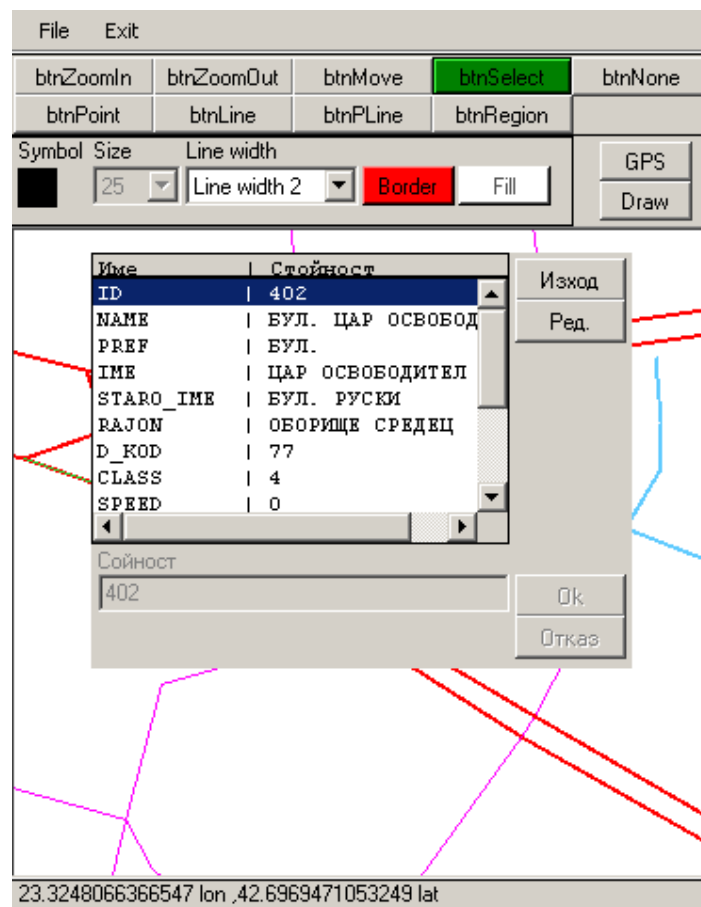 File Exit
btnZoomIn btnZoomOut btnMove btnSelect btnNone
btnPoint btnLine btnPLine btnRegion
Symbol Size Line width
25 Line width 2 Border Fill GPS
Draw
Име | Стойност
Изход
ID | 402
NAME | БУЛ. ЦАР ОСВОБОД
Ред.
PREF | БУЛ.
IME | ЦАР ОСВОБОДИТЕЛ
STARO_IME | БУЛ. РУСКИ
RAJON | ОБОРИЩЕ СРЕДЕЦ
D_KOD | 77
CLASS | 4
SPEED | 0
Сойност
402
Ok
Отказ
23.3248066366547 lon ,42.6969471053249 lat